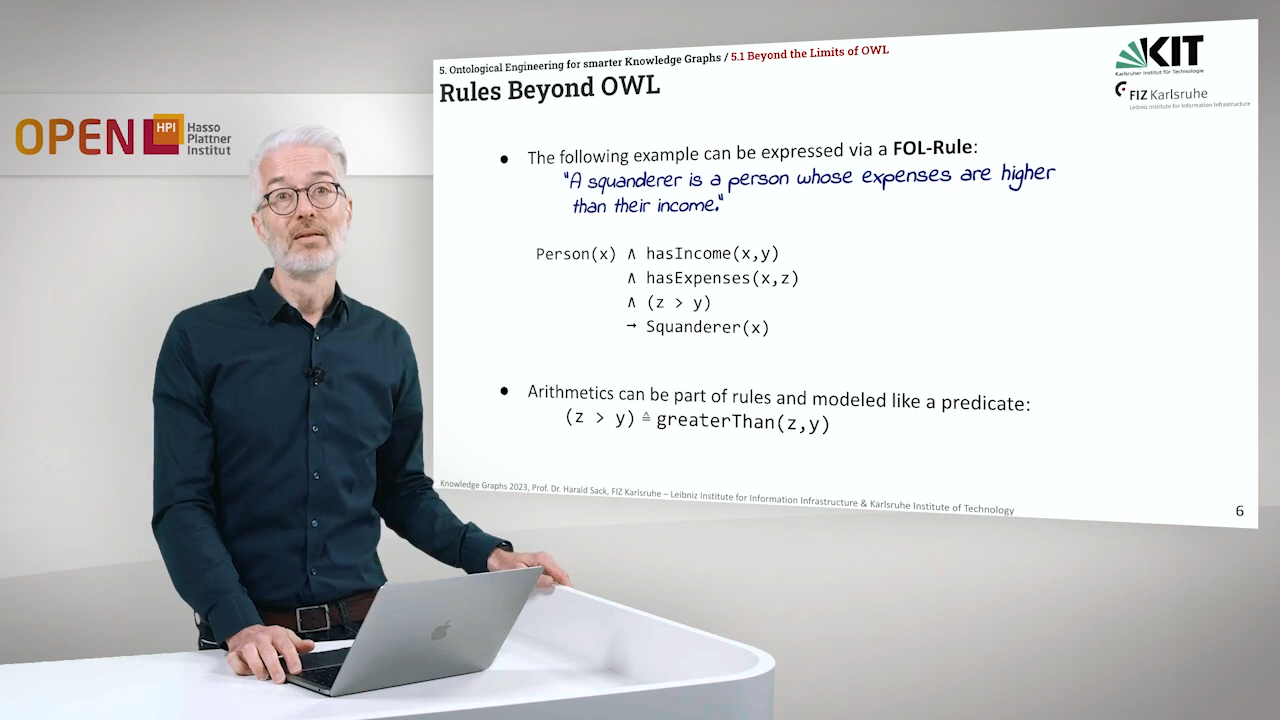 5. Ontological Engineering for smarter Knowledge Graphs / 5.1 Beyond the Limits of OWL
Rules Beyond OWL
KIT
Karlsruher Institut für Technologie
FIZ Karlsruhe
Leibniz Institute for Information Infrastructure
OPEN HPI Hasso
Plattner
Institut
● The following example can be expressed via a FOL-Rule:
"A squanderer is a person whose expenses are higher
than their income."
Person(x) ∧ hasIncome(x,y)
∧ hasExpenses(x,z)
∧ (z > y)
→ Squanderer(x)
● Arithmetics can be part of rules and modeled like a predicate:
(z > y) ≙ greaterThan(z,y)
Knowledge Graphs 2023, Prof. Dr. Harald Sack, FIZ Karlsruhe – Leibniz Institute for Information Infrastructure & Karlsruhe Institute of Technology
6